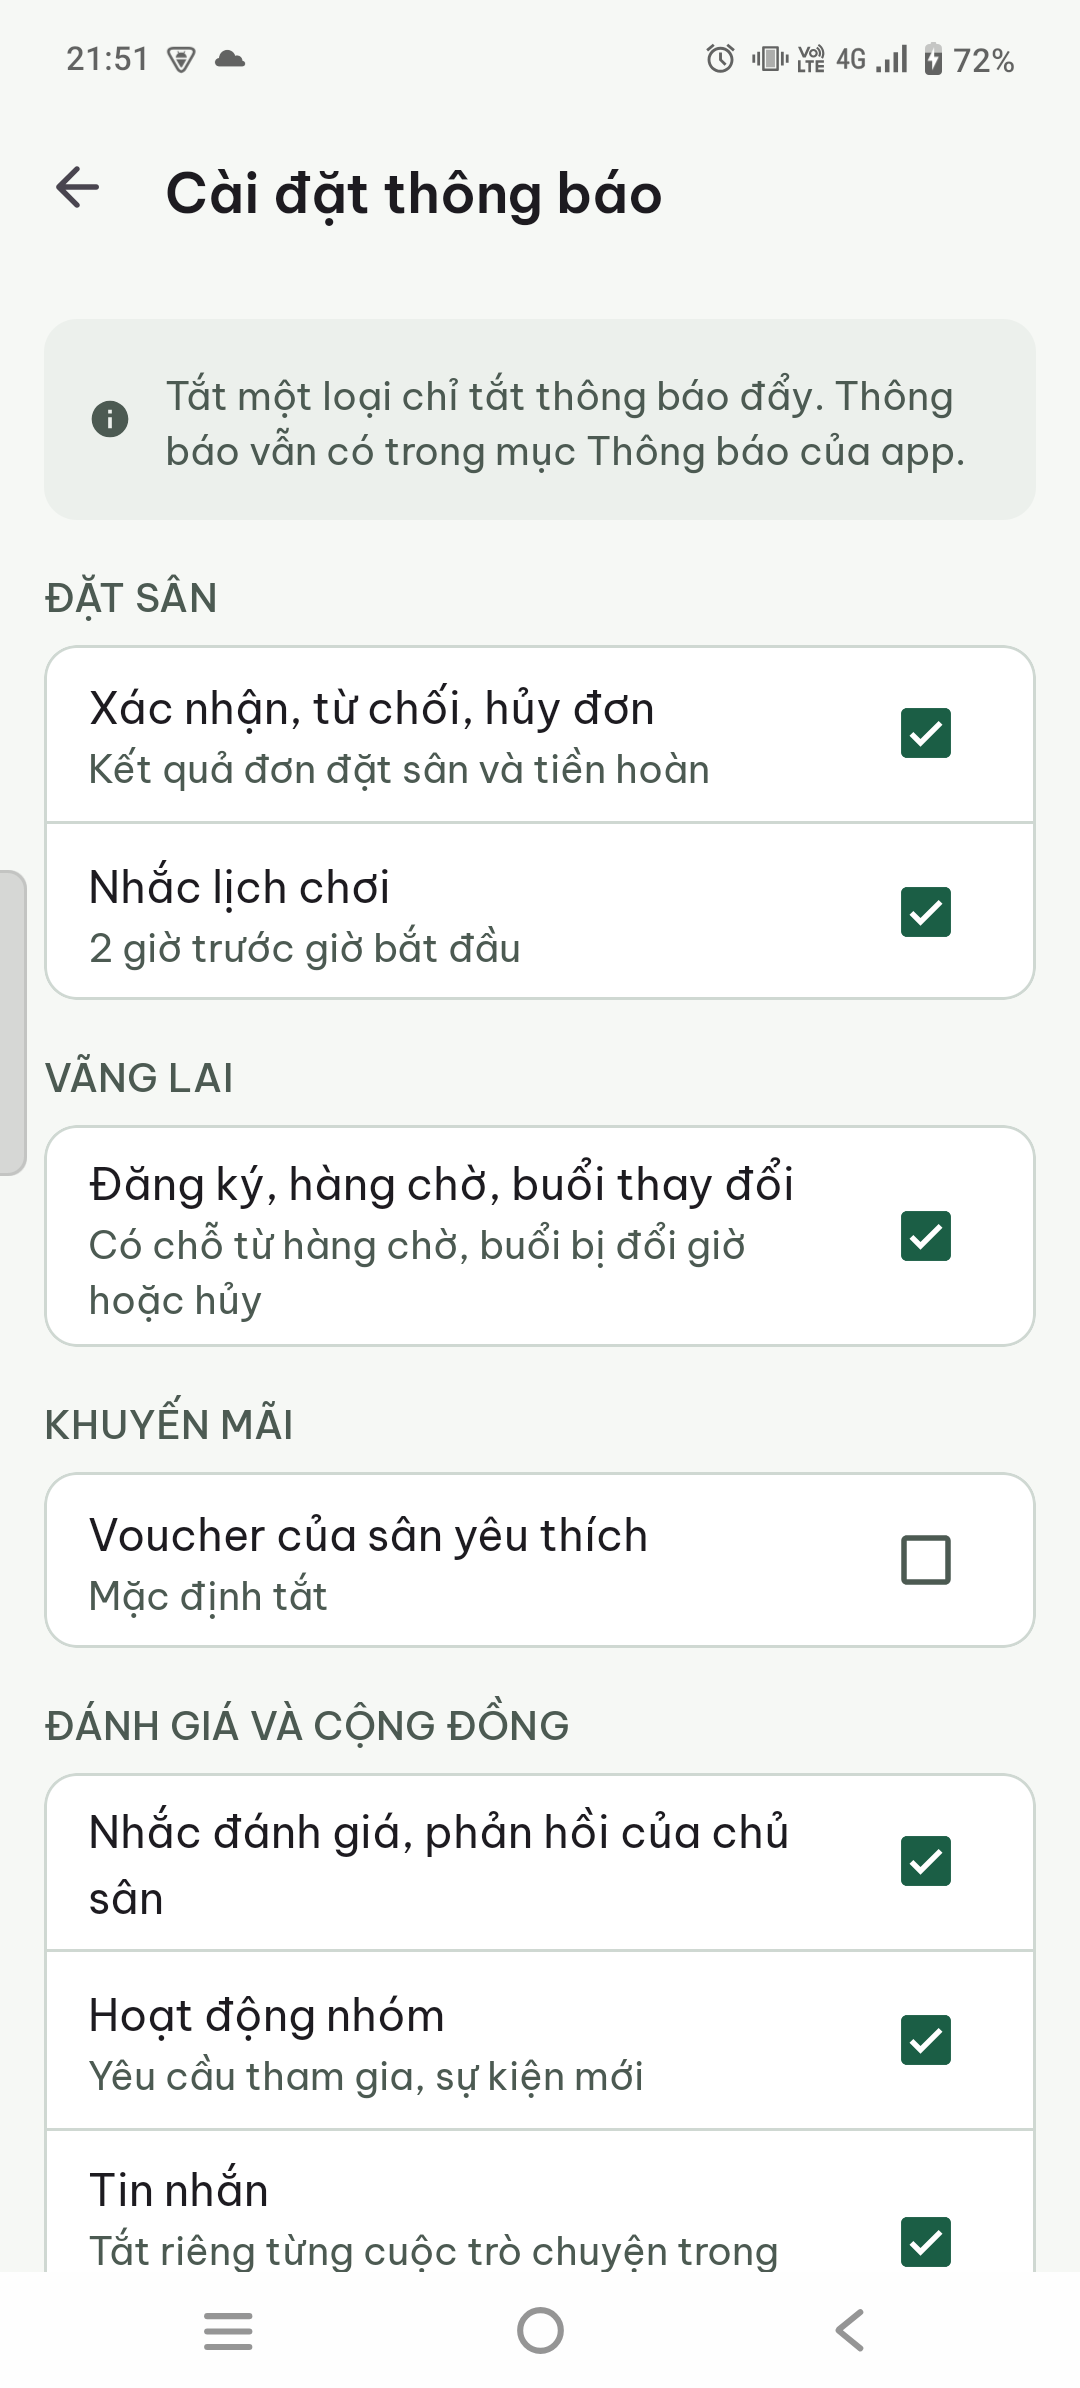 21:51 VoLTE 4G 72%
Cài đặt thông báo
Tắt một loại chỉ tắt thông báo đẩy. Thông
báo vẫn có trong mục Thông báo của app.
ĐẶT SÂN
Xác nhận, từ chối, hủy đơn
Kết quả đơn đặt sân và tiền hoàn
Nhắc lịch chơi
2 giờ trước giờ bắt đầu
VÃNG LAI
Đăng ký, hàng chờ, buổi thay đổi
Có chỗ từ hàng chờ, buổi bị đổi giờ
hoặc hủy
KHUYẾN MÃI
Voucher của sân yêu thích
Mặc định tắt
ĐÁNH GIÁ VÀ CỘNG ĐỒNG
Nhắc đánh giá, phản hồi của chủ
sân
Hoạt động nhóm
Yêu cầu tham gia, sự kiện mới
Tin nhắn
Tắt riêng từng cuộc trò chuyện trong